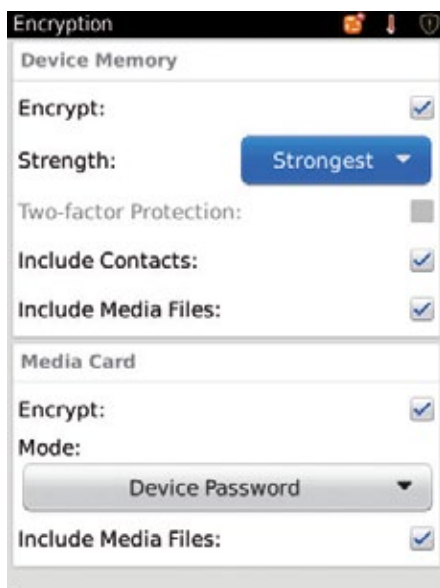 Encryption
Device Memory
Encrypt:
Strength: Strongest
Two-factor Protection:
Include Contacts:
Include Media Files:
Media Card
Encrypt:
Mode:
Device Password
Include Media Files: